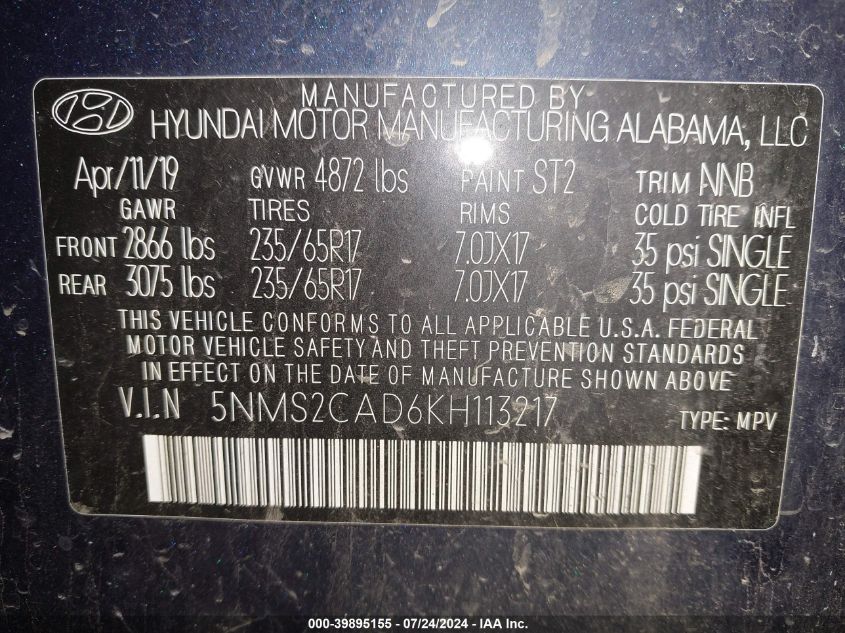 MANUFACTURED BY
HYUNDAI MOTOR MANUFACTURING ALABAMA, LLC
Apr/11/19 GVWR 4872 lbs PAINT ST2 TRIM NNB
GAWR TIRES RIMS COLD TIRE INFL
FRONT 2866 lbs 235/65R17 7.0JX17 35 psi SINGLE
REAR 3075 lbs 235/65R17 7.0JX17 35 psi SINGLE
THIS VEHICLE CONFORMS TO ALL APPLICABLE U.S.A. FEDERAL
MOTOR VEHICLE SAFETY AND THEFT PREVENTION STANDARDS
IN EFFECT ON THE DATE OF MANUFACTURE SHOWN ABOVE
V.I.N 5NMS2CAD6KH113217 TYPE: MPV
000-39895155 - 07/24/2024 - IAA Inc.